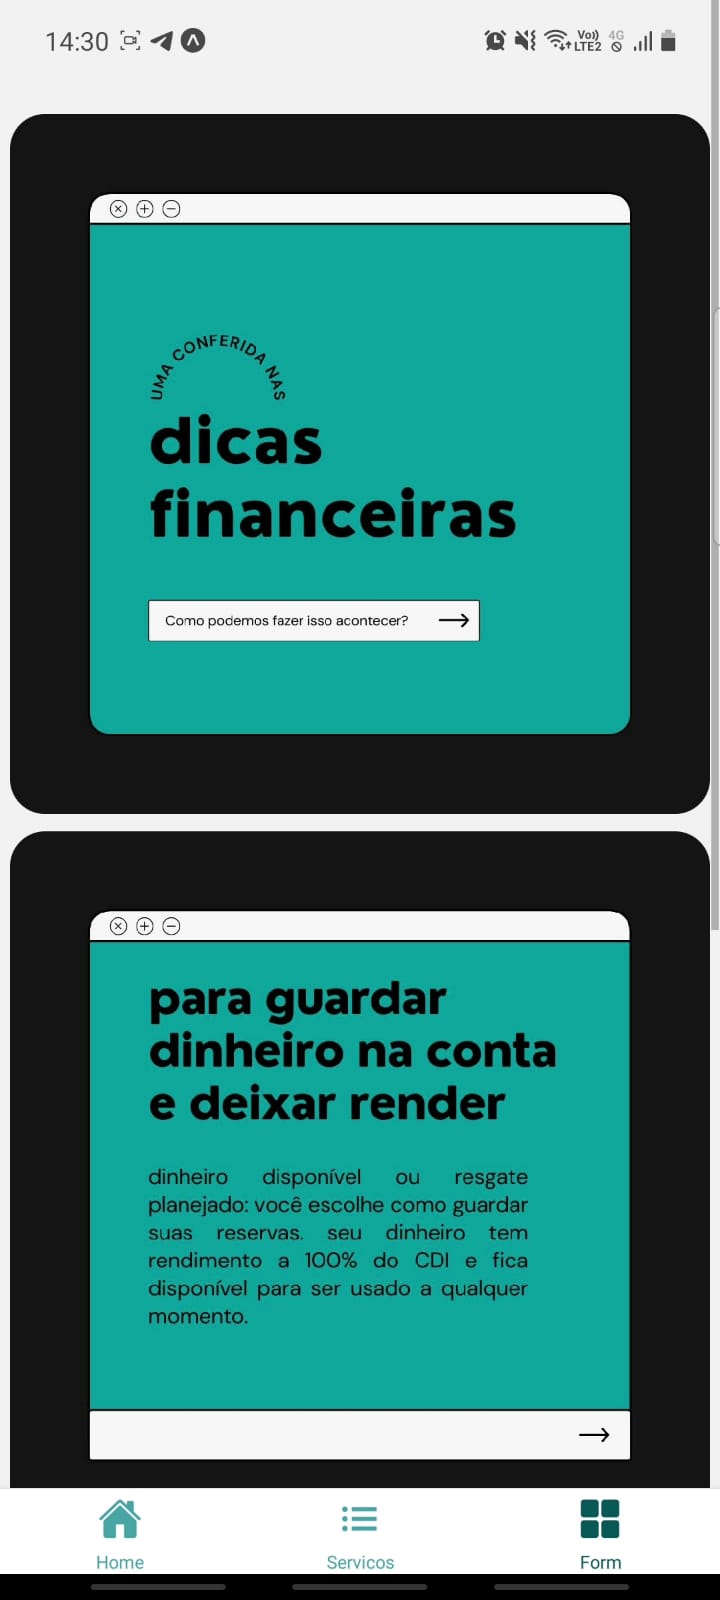 14:30
Vo)) 4G
LTE2
UMA CONFERIDA NAS
dicas
financeiras
Como podemos fazer isso acontecer?
para guardar
dinheiro na conta
e deixar render
dinheiro disponível ou resgate
planejado: você escolhe como guardar
suas reservas. seu dinheiro tem
rendimento a 100% do CDI e fica
disponível para ser usado a qualquer
momento.
Home Servicos Form